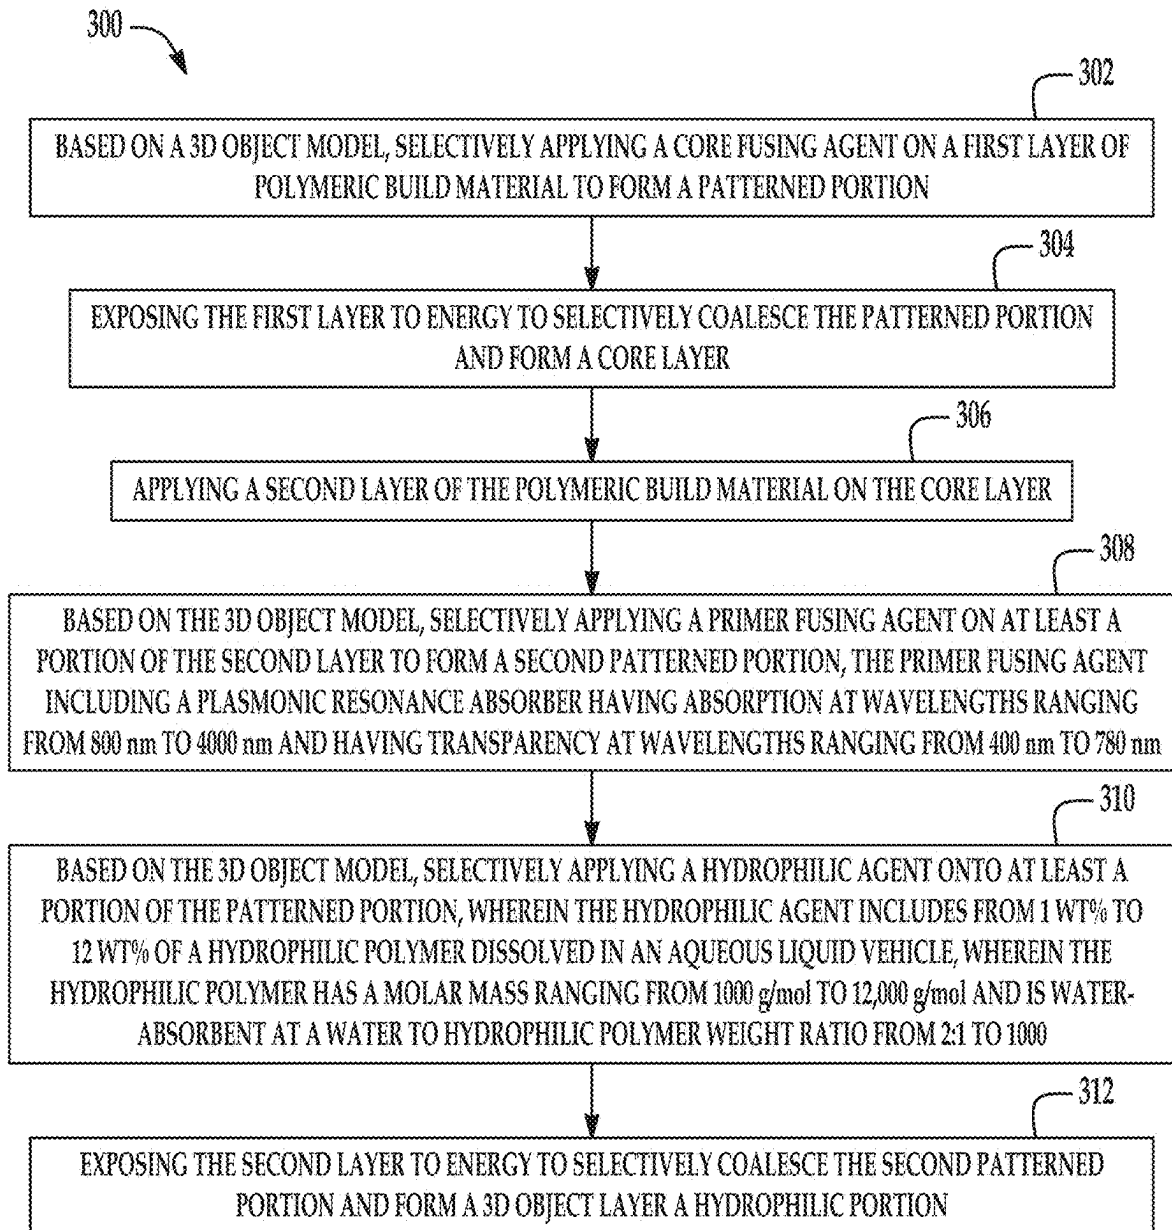 300
302
BASED ON A 3D OBJECT MODEL, SELECTIVELY APPLYING A CORE FUSING AGENT ON A FIRST LAYER OF
POLYMERIC BUILD MATERIAL TO FORM A PATTERNED PORTION
304
EXPOSING THE FIRST LAYER TO ENERGY TO SELECTIVELY COALESCE THE PATTERNED PORTION
AND FORM A CORE LAYER
306
APPLYING A SECOND LAYER OF THE POLYMERIC BUILD MATERIAL ON THE CORE LAYER
308
BASED ON THE 3D OBJECT MODEL, SELECTIVELY APPLYING A PRIMER FUSING AGENT ON AT LEAST A
PORTION OF THE SECOND LAYER TO FORM A SECOND PATTERNED PORTION, THE PRIMER FUSING AGENT
INCLUDING A PLASMONIC RESONANCE ABSORBER HAVING ABSORPTION AT WAVELENGTHS RANGING
FROM 800 nm TO 4000 nm AND HAVING TRANSPARENCY AT WAVELENGTHS RANGING FROM 400 nm TO 780 nm
310
BASED ON THE 3D OBJECT MODEL, SELECTIVELY APPLYING A HYDROPHILIC AGENT ONTO AT LEAST A
PORTION OF THE PATTERNED PORTION, WHEREIN THE HYDROPHILIC AGENT INCLUDES FROM 1 WT% TO
12 WT% OF A HYDROPHILIC POLYMER DISSOLVED IN AN AQUEOUS LIQUID VEHICLE, WHEREIN THE
HYDROPHILIC POLYMER HAS A MOLAR MASS RANGING FROM 1000 g/mol TO 12,000 g/mol AND IS WATER-
ABSORBENT AT A WATER TO HYDROPHILIC POLYMER WEIGHT RATIO FROM 2:1 TO 1000
312
EXPOSING THE SECOND LAYER TO ENERGY TO SELECTIVELY COALESCE THE SECOND PATTERNED
PORTION AND FORM A 3D OBJECT LAYER A HYDROPHILIC PORTION